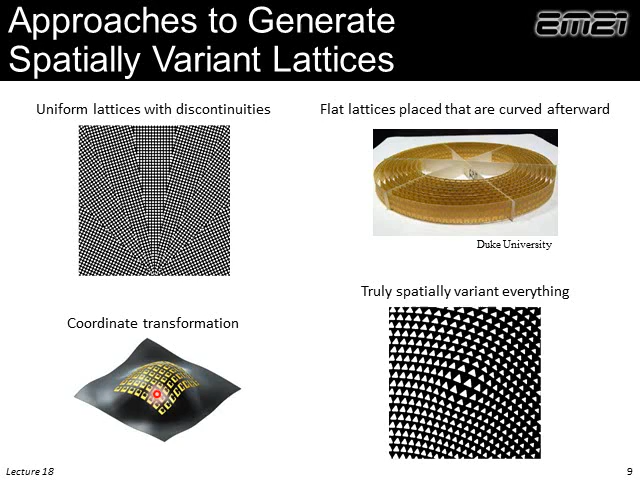 Approaches to Generate
Spatially Variant Lattices
EM21
Uniform lattices with discontinuities
Flat lattices placed that are curved afterward
Duke University
Truly spatially variant everything
Coordinate transformation
Lecture 18
9